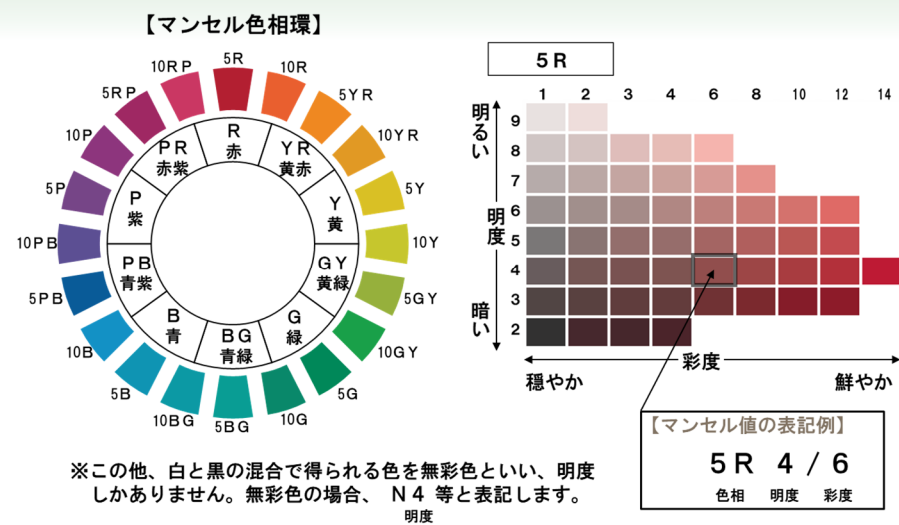 【マンセル色相環】
5R
10R
5YR
10YR
5Y
10Y
5GY
10GY
5G
10G
5BG
10BG
5B
10B
5PB
10PB
5P
10P
5RP
10RP
R
赤
YR
黄赤
Y
黄
GY
黄緑
G
緑
BG
青緑
B
青
PB
青紫
P
紫
PR
赤紫
※この他、白と黒の混合で得られる色を無彩色といい、明度
しかありません。無彩色の場合、 N4 等と表記します。
明度
5R
1 2 3 4 6 8 10 12 14
明るい
明度
暗い
9
8
7
6
5
4
3
2
彩度
穏やか 鮮やか
【マンセル値の表記例】
5R 4 / 6
色相 明度 彩度